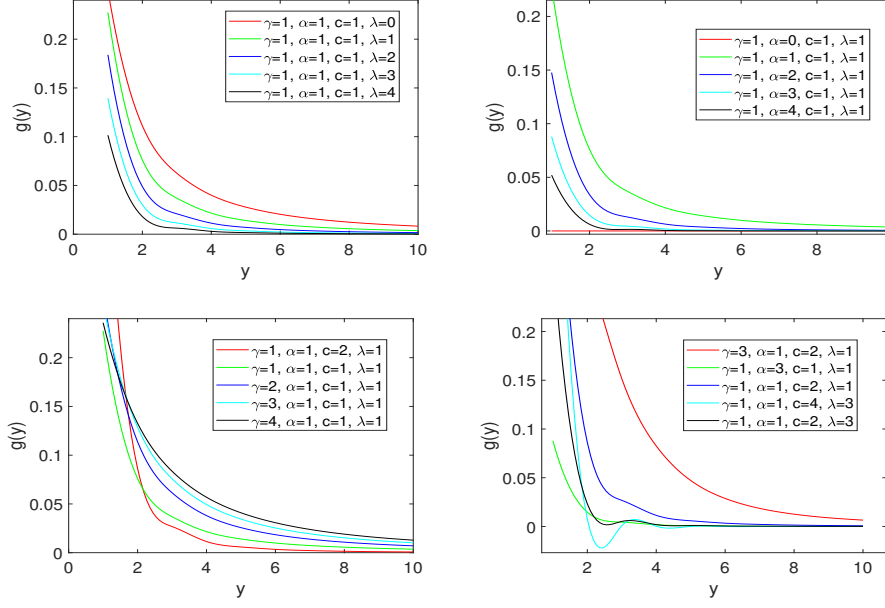 0.2
0.15
0.1
0.05
0
g(y)
0 2 4 6 8 10
y
γ=1, α=1, c=1, λ=0
γ=1, α=1, c=1, λ=1
γ=1, α=1, c=1, λ=2
γ=1, α=1, c=1, λ=3
γ=1, α=1, c=1, λ=4
0.2
0.15
0.1
0.05
0
g(y)
2 4 6 8
y
γ=1, α=0, c=1, λ=1
γ=1, α=1, c=1, λ=1
γ=1, α=2, c=1, λ=1
γ=1, α=3, c=1, λ=1
γ=1, α=4, c=1, λ=1
0.2
0.15
0.1
0.05
0
g(y)
0 2 4 6 8 10
y
γ=1, α=1, c=2, λ=1
γ=1, α=1, c=1, λ=1
γ=2, α=1, c=1, λ=1
γ=3, α=1, c=1, λ=1
γ=4, α=1, c=1, λ=1
0.2
0.15
0.1
0.05
0
g(y)
2 4 6 8 10
y
γ=3, α=1, c=2, λ=1
γ=1, α=3, c=1, λ=1
γ=1, α=1, c=2, λ=1
γ=1, α=1, c=4, λ=3
γ=1, α=1, c=2, λ=3